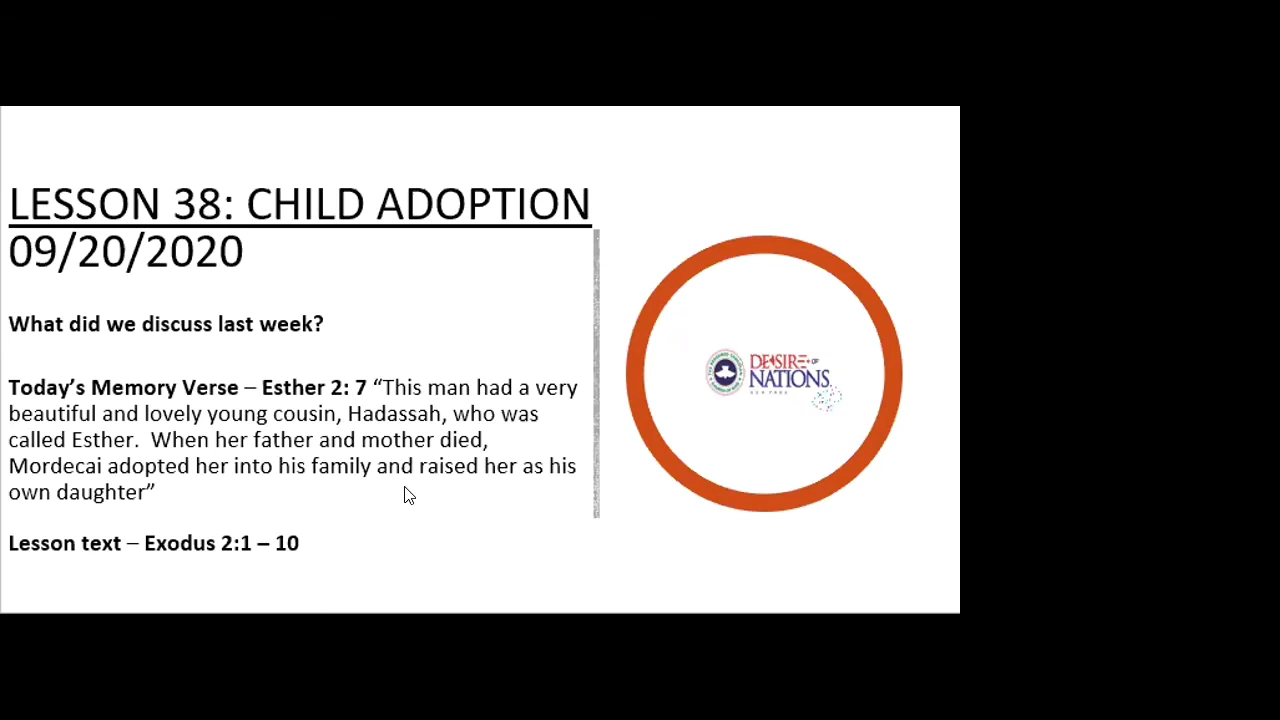 LESSON 38: CHILD ADOPTION
09/20/2020
What did we discuss last week?
Today’s Memory Verse – Esther 2: 7 “This man had a very
beautiful and lovely young cousin, Hadassah, who was
called Esther.  When her father and mother died,
Mordecai adopted her into his family and raised her as his
own daughter”
Lesson text – Exodus 2:1 – 10
DESIRE OF
NATIONS
NEW YORK